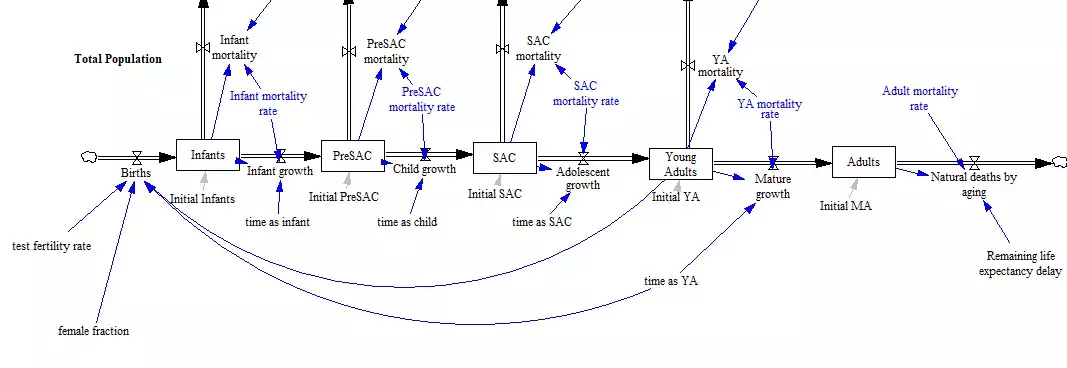 Total Population
Infant
mortality
PreSAC
mortality
SAC
mortality
YA
mortality
Infant mortality
rate
PreSAC
mortality rate
SAC
mortality rate
YA mortality
rate
Adult mortality
rate
Births
Infants
Infant growth
PreSAC
Child growth
SAC
Adolescent
growth
Young
Adults
Mature
growth
Adults
Natural deaths by
aging
Initial Infants
Initial PreSAC
Initial SAC
Initial YA
Initial MA
time as infant
time as child
time as SAC
time as YA
test fertility rate
female fraction
Remaining life
expectancy delay